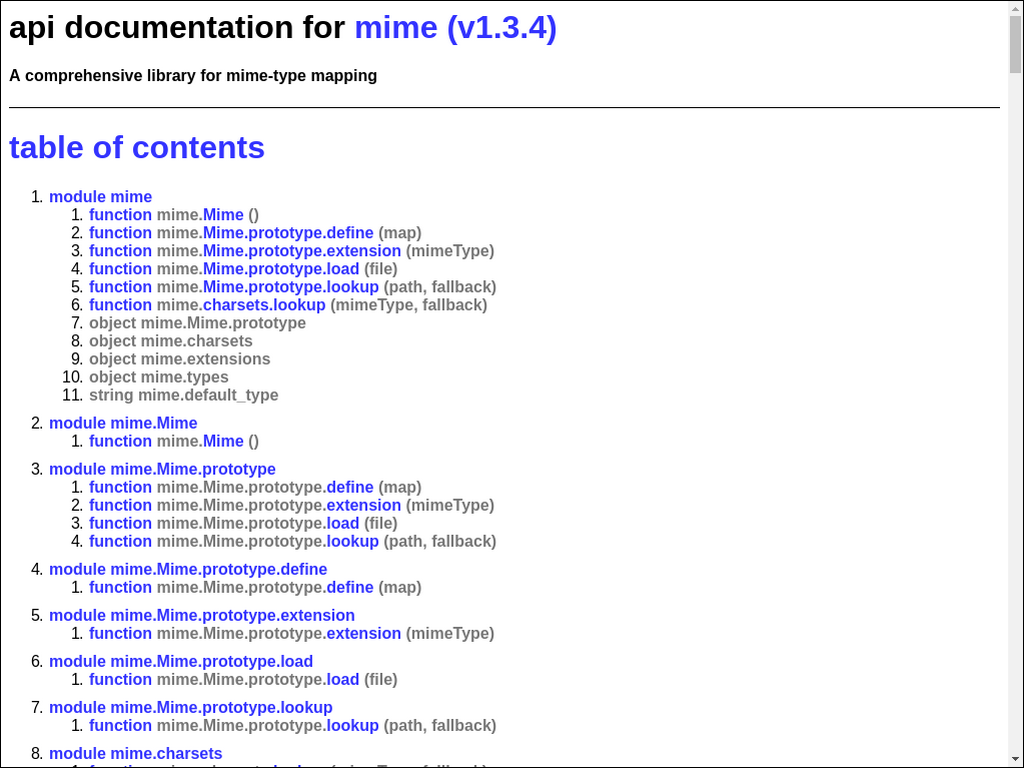 api documentation for mime (v1.3.4)
A comprehensive library for mime-type mapping
table of contents
1. module mime
1. function mime.Mime ()
2. function mime.Mime.prototype.define (map)
3. function mime.Mime.prototype.extension (mimeType)
4. function mime.Mime.prototype.load (file)
5. function mime.Mime.prototype.lookup (path, fallback)
6. function mime.charsets.lookup (mimeType, fallback)
7. object mime.Mime.prototype
8. object mime.charsets
9. object mime.extensions
10. object mime.types
11. string mime.default_type
2. module mime.Mime
1. function mime.Mime ()
3. module mime.Mime.prototype
1. function mime.Mime.prototype.define (map)
2. function mime.Mime.prototype.extension (mimeType)
3. function mime.Mime.prototype.load (file)
4. function mime.Mime.prototype.lookup (path, fallback)
4. module mime.Mime.prototype.define
1. function mime.Mime.prototype.define (map)
5. module mime.Mime.prototype.extension
1. function mime.Mime.prototype.extension (mimeType)
6. module mime.Mime.prototype.load
1. function mime.Mime.prototype.load (file)
7. module mime.Mime.prototype.lookup
1. function mime.Mime.prototype.lookup (path, fallback)
8. module mime.charsets